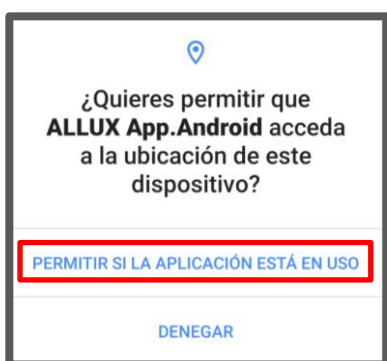 ¿Quieres permitir que
ALLUX App.Android acceda
a la ubicación de este
dispositivo?
PERMITIR SI LA APLICACIÓN ESTÁ EN USO
DENEGAR